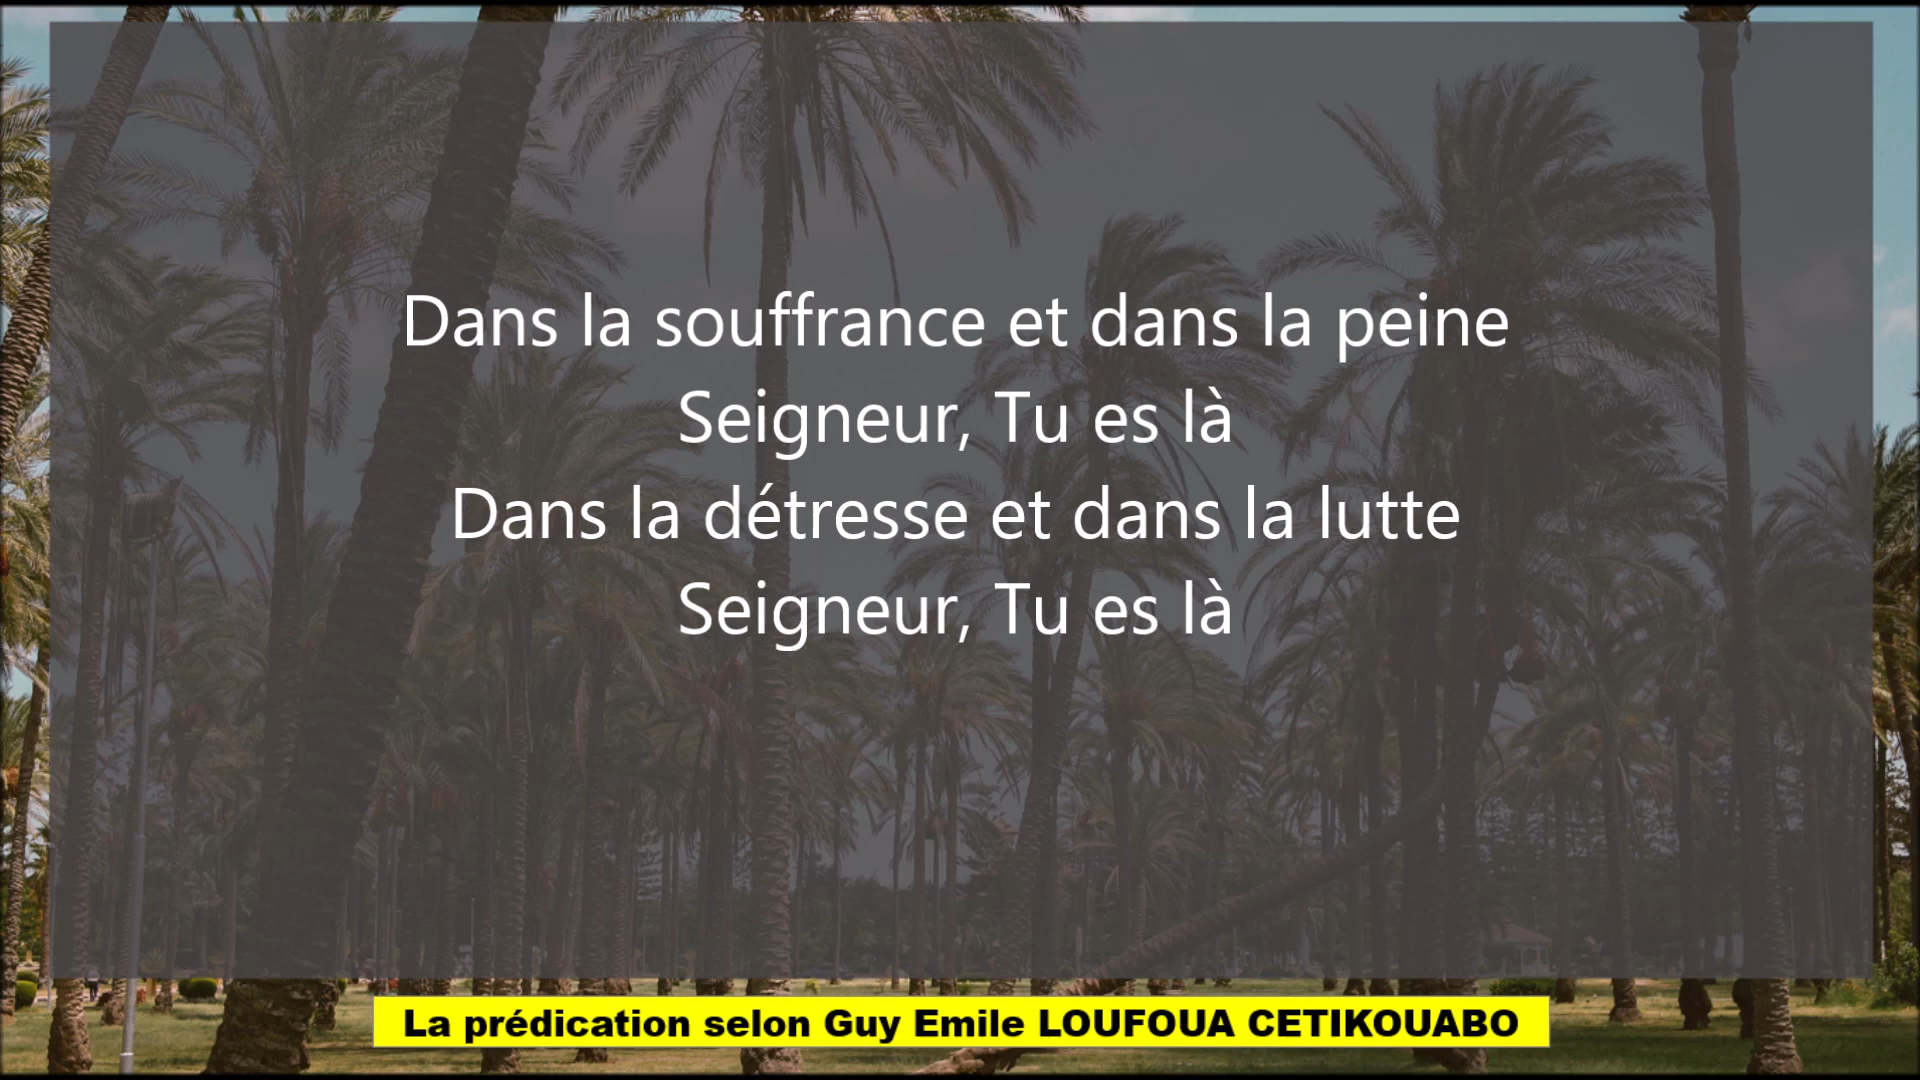 Dans la souffrance et dans la peine
Seigneur, Tu es là
Dans la détresse et dans la lutte
Seigneur, Tu es là
La prédication selon Guy Emile LOUFOUA CETIKOUABO